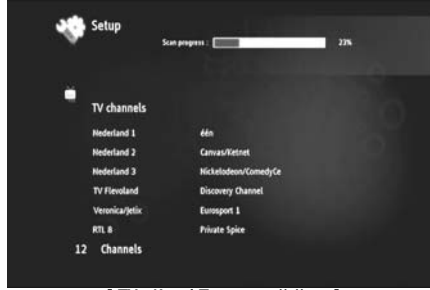 Setup
Scan progress : 23%
TV channels
Nederland 1 één
Nederland 2 Canvas/Ketnet
Nederland 3 Nickelodeon/ComedyCe
TV Flevoland Discovery Channel
Veronica/Jetix Eurosport 1
RTL 8 Private Spice
12 Channels